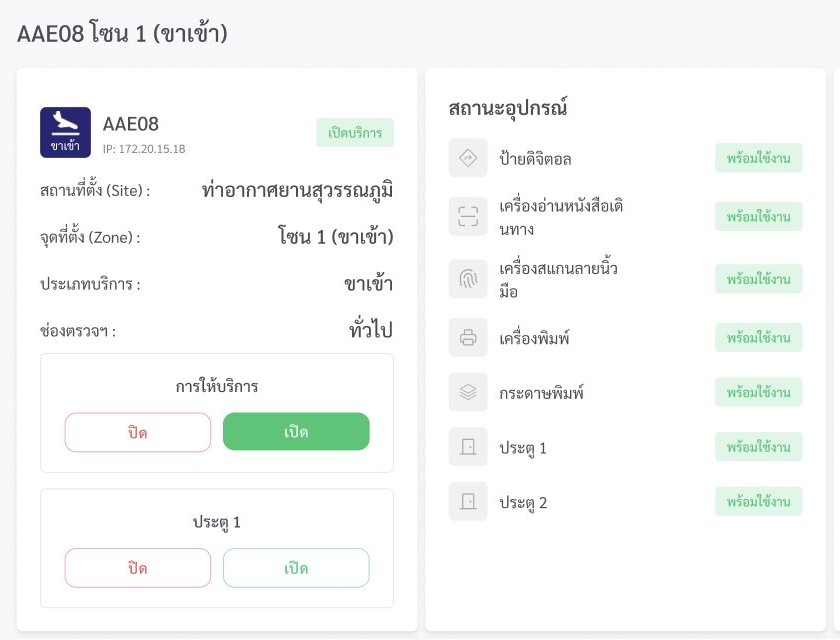 AAE08 โซน 1 (ขาเข้า)
ขาเข้า
AAE08
IP: 172.20.15.18
เปิดบริการ
สถานที่ตั้ง (Site) : ท่าอากาศยานสุวรรณภูมิ
จุดที่ตั้ง (Zone) : โซน 1 (ขาเข้า)
ประเภทบริการ : ขาเข้า
ช่องตรวจฯ : ทั่วไป
การให้บริการ
ปิด เปิด
ประตู 1
ปิด เปิด
สถานะอุปกรณ์
ป้ายดิจิตอล พร้อมใช้งาน
เครื่องอ่านหนังสือเดิ
นทาง
พร้อมใช้งาน
เครื่องสแกนลายนิ้ว
มือ
พร้อมใช้งาน
เครื่องพิมพ์ พร้อมใช้งาน
กระดาษพิมพ์ พร้อมใช้งาน
ประตู 1 พร้อมใช้งาน
ประตู 2 พร้อมใช้งาน